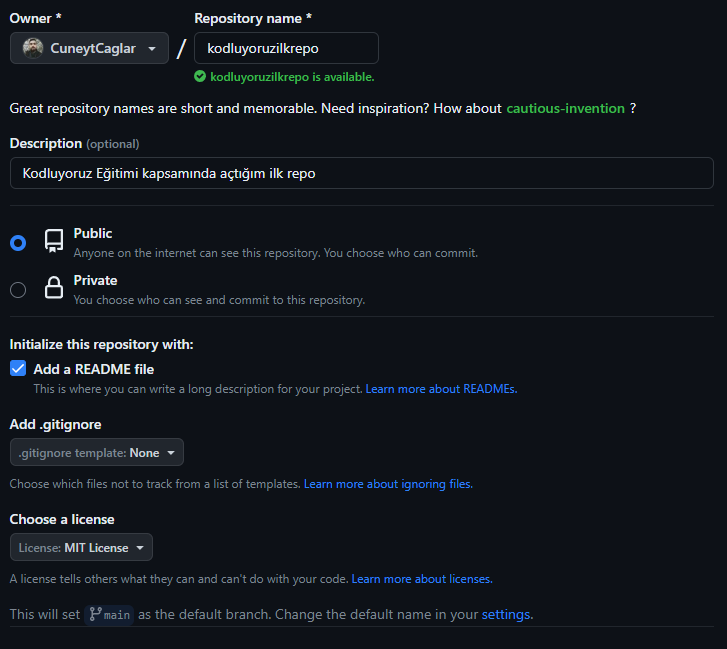 Owner * Repository name *
CuneytCaglar / kodluyoruzilkrepo
kodluyoruzilkrepo is available.
Great repository names are short and memorable. Need inspiration? How about cautious-invention ?
Description (optional)
Kodluyoruz Eğitimi kapsamında açtığım ilk repo
Public
Anyone on the internet can see this repository. You choose who can commit.
Private
You choose who can see and commit to this repository.
Initialize this repository with:
Add a README file
This is where you can write a long description for your project. Learn more about READMEs.
Add .gitignore
.gitignore template: None
Choose which files not to track from a list of templates. Learn more about ignoring files.
Choose a license
License: MIT License
A license tells others what they can and can't do with your code. Learn more about licenses.
This will set main as the default branch. Change the default name in your settings.